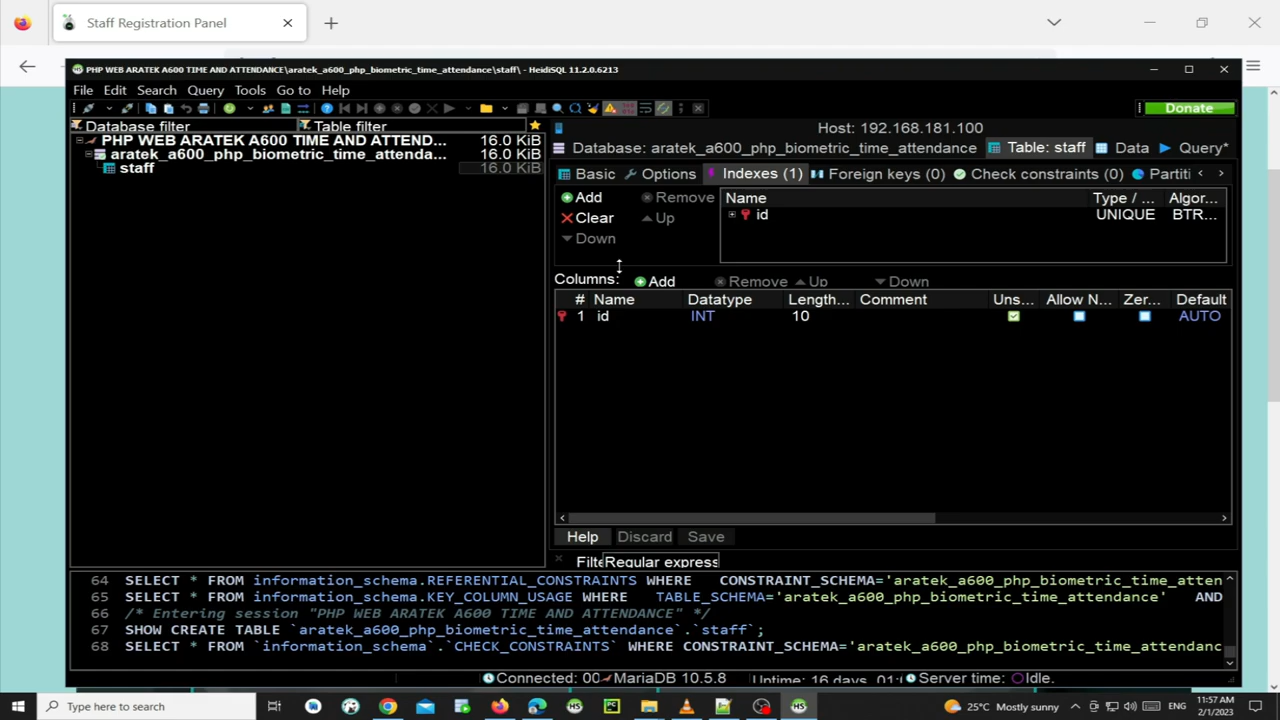 Staff Registration Panel
PHP WEB ARATEK A600 TIME AND ATTENDANCE\aratek_a600_php_biometric_time_attendance\staff\ - HeidiSQL 11.2.0.6213
File Edit Search Query Tools Go to Help
Donate
Database filter Table filter
Host: 192.168.181.100
PHP WEB ARATEK A600 TIME AND ATTEND... 16.0 KiB
aratek_a600_php_biometric_time_attenda... 16.0 KiB
staff 16.0 KiB
Database: aratek_a600_php_biometric_time_attendance Table: staff Data Query*
Basic Options Indexes (1) Foreign keys (0) Check constraints (0) Partiti
Add Remove
Clear Up
Down
Name Type / ... Algor...
id UNIQUE BTR...
Columns: Add Remove Up Down
# Name Datatype Length... Comment Uns... Allow N... Zer... Default
1 id INT 10 AUTO
Help Discard Save
Regular express
64 SELECT * FROM information_schema.REFERENTIAL_CONSTRAINTS WHERE CONSTRAINT_SCHEMA='aratek_a600_php_biometric_time_atten
65 SELECT * FROM information_schema.KEY_COLUMN_USAGE WHERE TABLE_SCHEMA='aratek_a600_php_biometric_time_attendance' AND
66 /* Entering session "PHP WEB ARATEK A600 TIME AND ATTENDANCE" */
67 SHOW CREATE TABLE `aratek_a600_php_biometric_time_attendance`.`staff`;
68 SELECT * FROM `information_schema`.`CHECK_CONSTRAINTS` WHERE CONSTRAINT_SCHEMA='aratek_a600_php_biometric_time_attendanc
Connected: 00 MariaDB 10.5.8 Uptime: 16 days, Server time: Idle.
Type here to search
25°C Mostly sunny
ENG
11:57 AM
2/1/2023